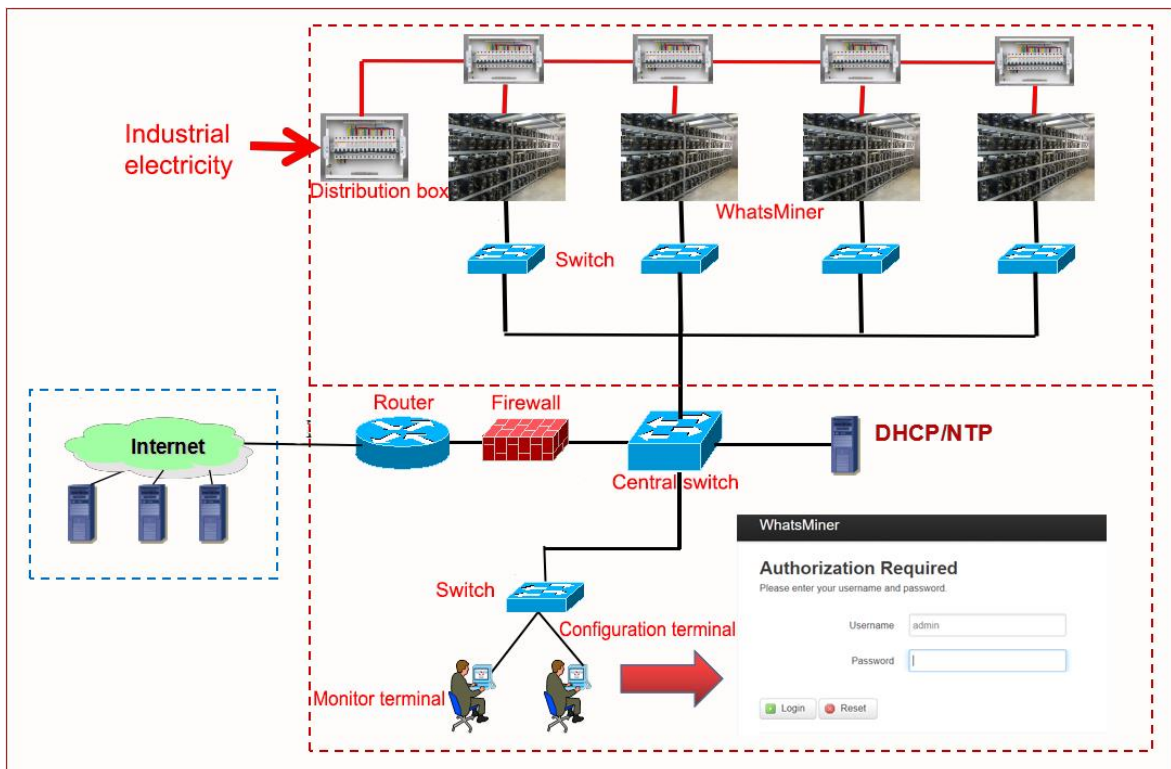 Industrial
electricity
Distribution box
WhatsMiner
Switch
Router
Firewall
Internet
Central switch
DHCP/NTP
Switch
Configuration terminal
Monitor terminal
WhatsMiner
Authorization Required
Please enter your username and password.
Username
admin
Password
Login
Reset